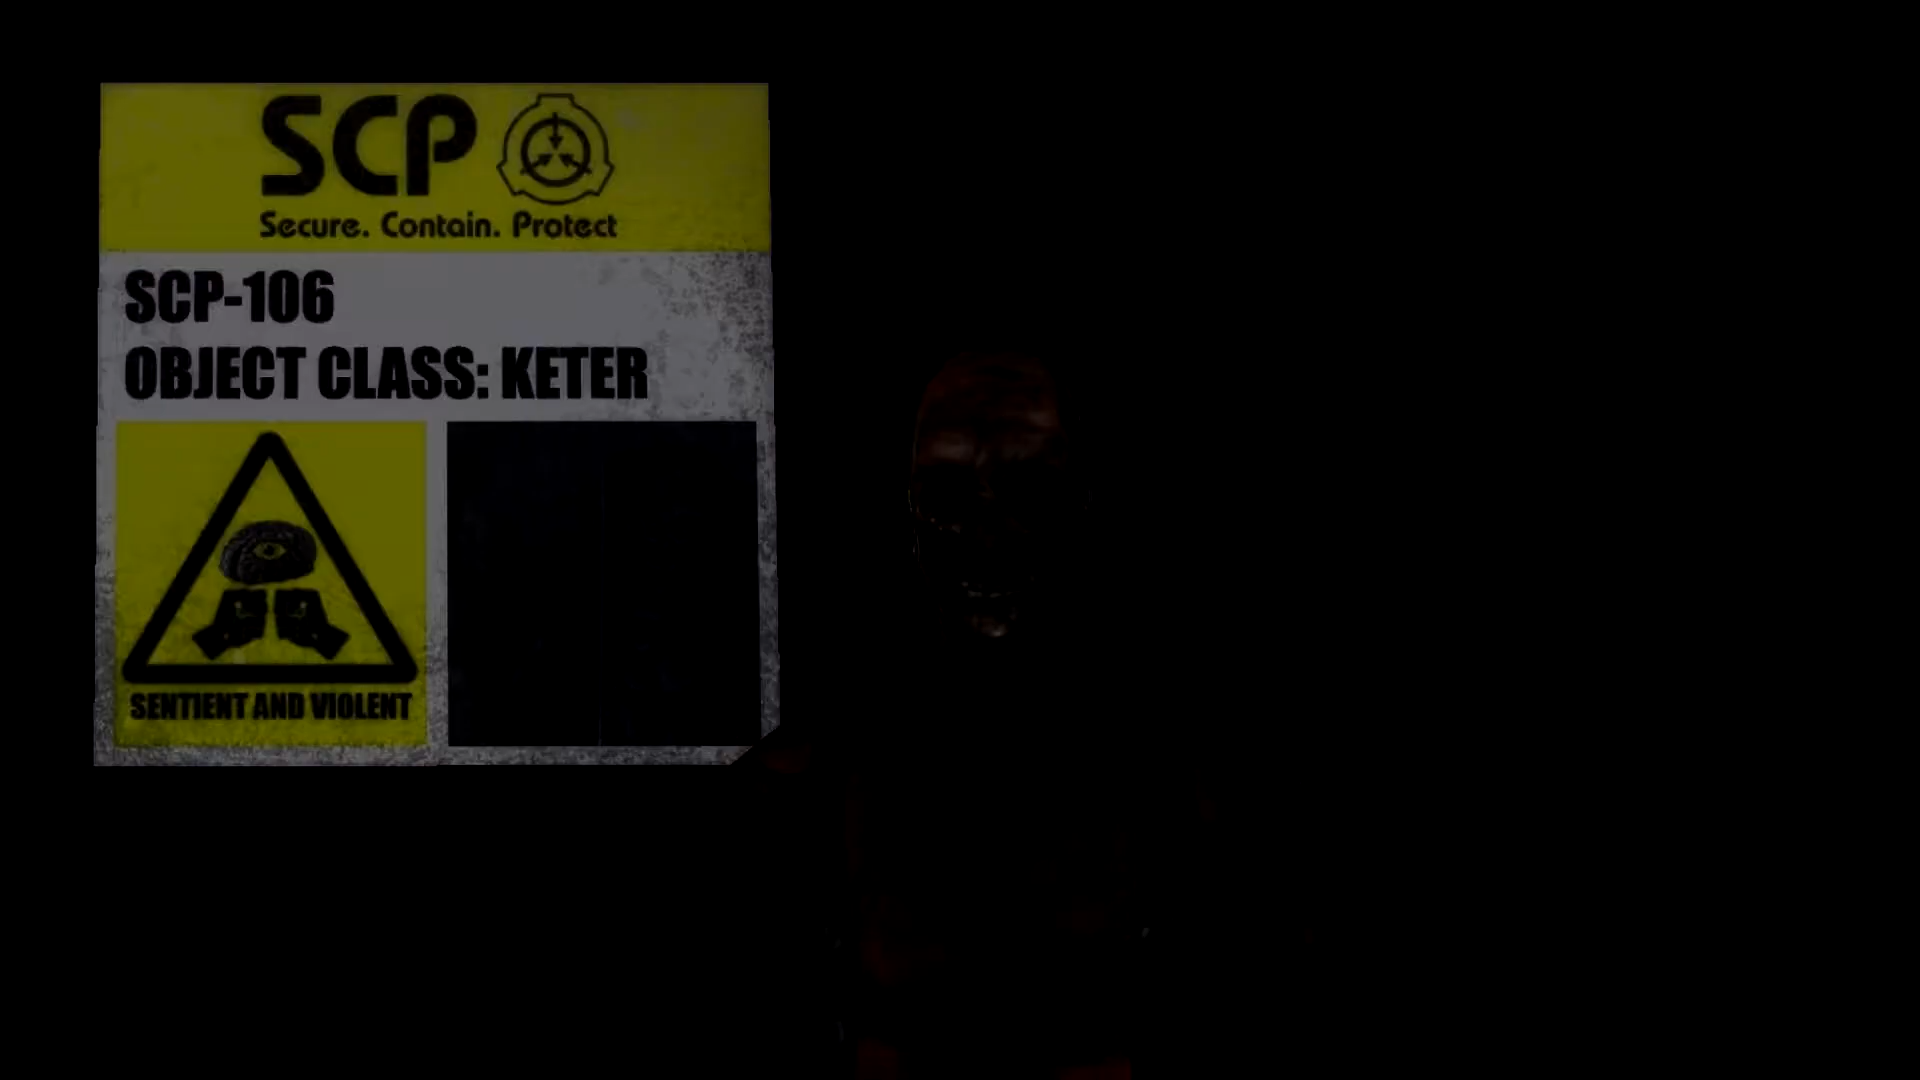 SCP
Secure. Contain. Protect
SCP-106
OBJECT CLASS: KETER
SENTIENT AND VIOLENT